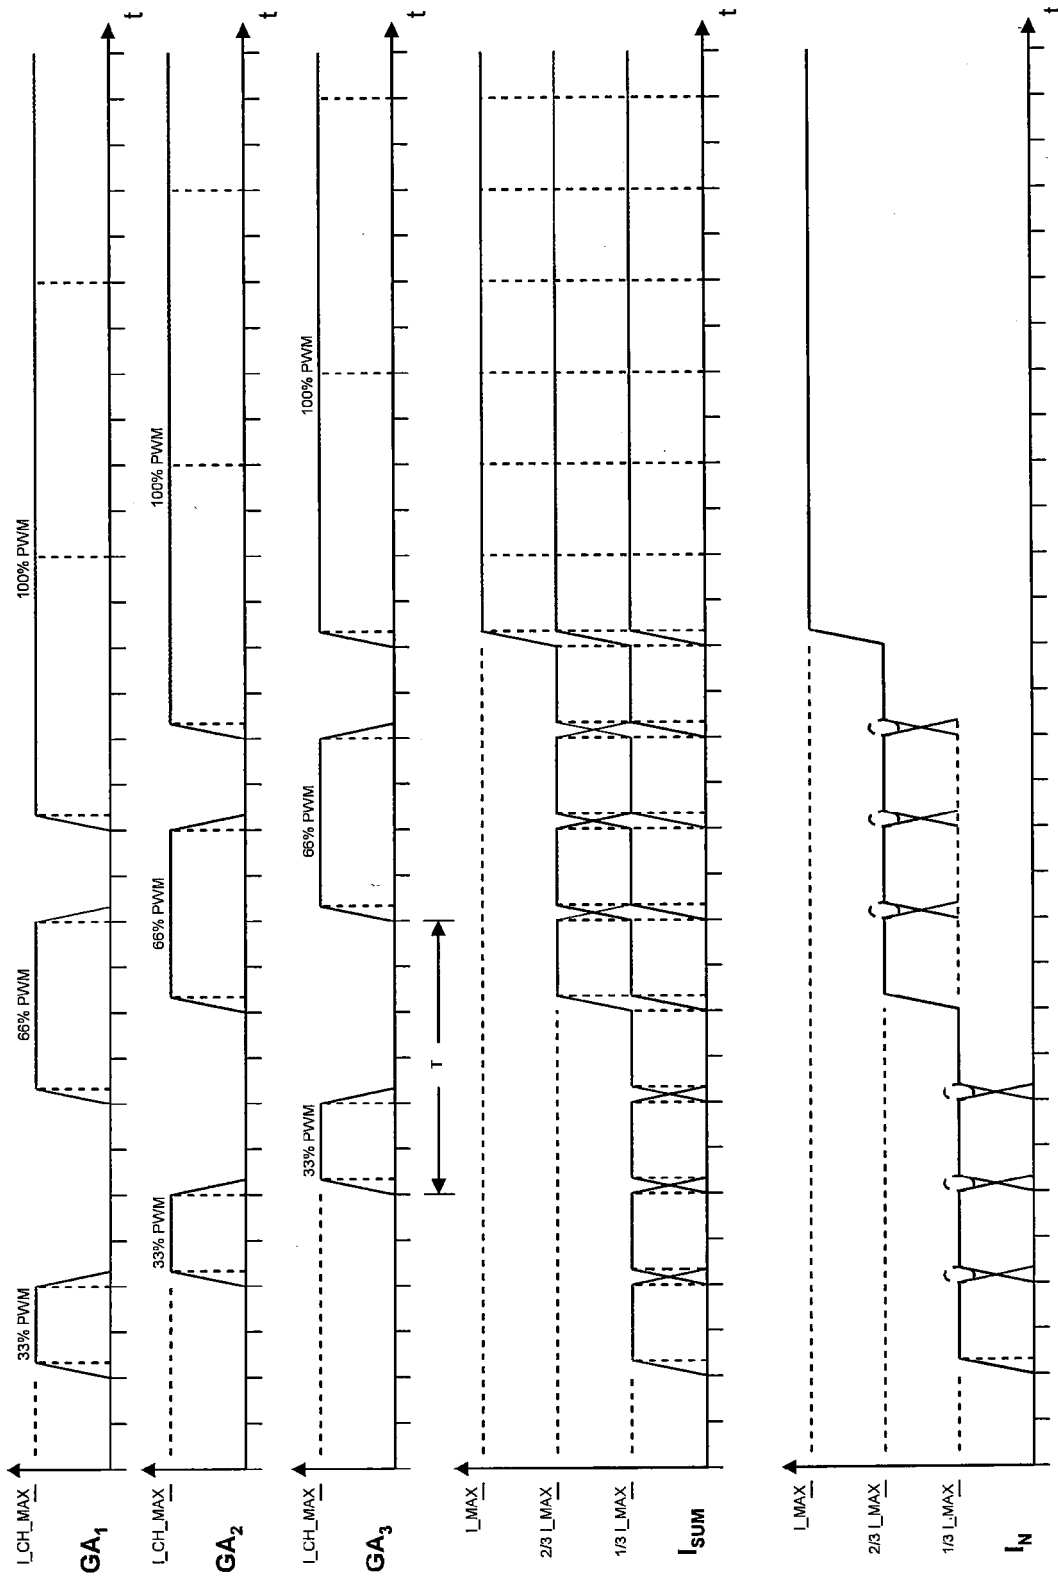 I_CH_MAX
GA1
33% PWM
66% PWM
100% PWM
t
I_CH_MAX
GA2
33% PWM
66% PWM
100% PWM
t
I_CH_MAX
GA3
33% PWM
66% PWM
100% PWM
t
T
I_MAX
2/3 I_MAX
1/3 I_MAX
ISUM
t
I_MAX
2/3 I_MAX
1/3 I_MAX
IN
t